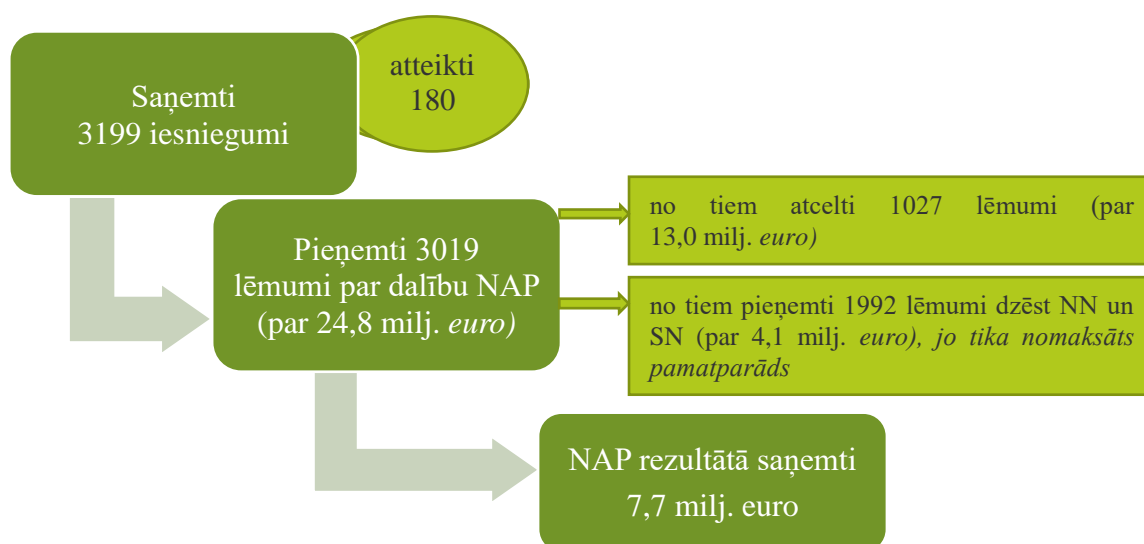 Saņemti
3199 iesniegumi
atteikti
180
Pieņemti 3019
lēmumi par dalību NAP
(par 24,8 milj. euro)
no tiem atcelti 1027 lēmumi (par
13,0 milj. euro)
no tiem pieņemti 1992 lēmumi dzēst NN un
SN (par 4,1 milj. euro), jo tika nomaksāts
pamatparāds
NAP rezultātā saņemti
7,7 milj. euro